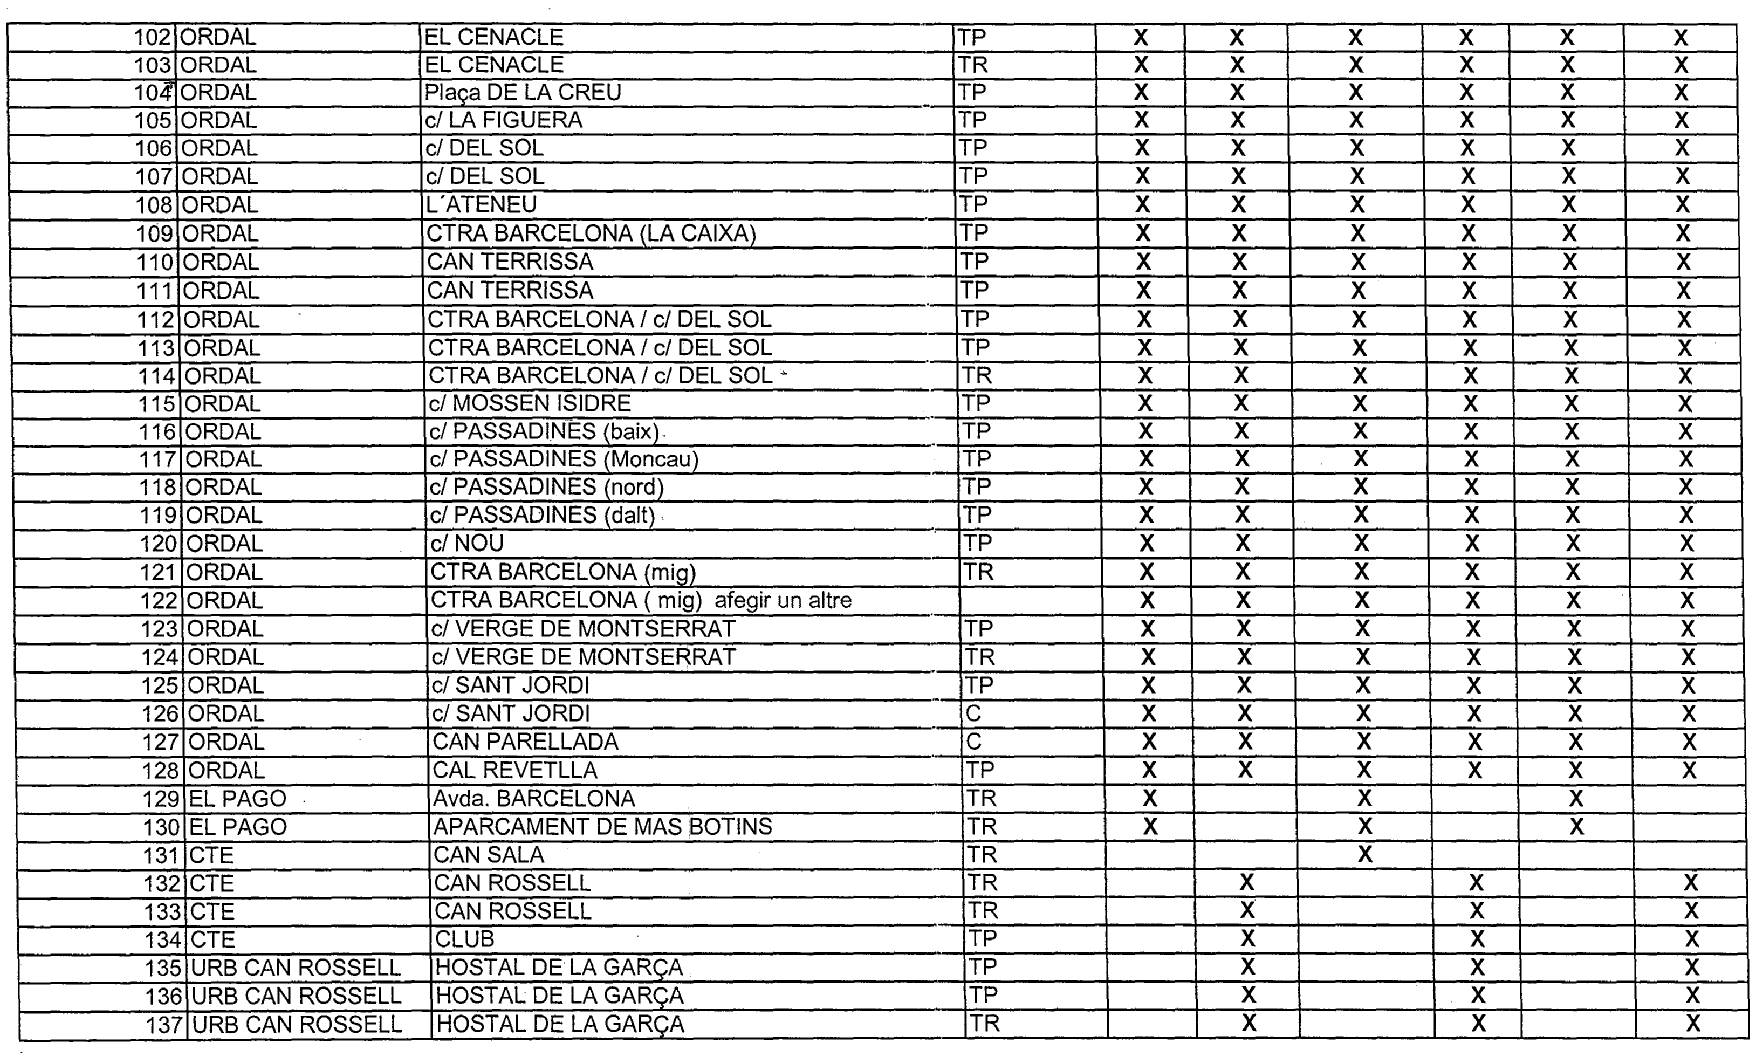 102 ORDAL EL CENACLE TP X X X X X X
103 ORDAL EL CENACLE TR X X X X X X
104 ORDAL Plaça DE LA CREU TP X X X X X X
105 ORDAL c/ LA FIGUERA TP X X X X X X
106 ORDAL c/ DEL SOL TP X X X X X X
107 ORDAL c/ DEL SOL TP X X X X X X
108 ORDAL L´ATENEU TP X X X X X X
109 ORDAL CTRA BARCELONA (LA CAIXA) TP X X X X X X
110 ORDAL CAN TERRISSA TP X X X X X X
111 ORDAL CAN TERRISSA TP X X X X X X
112 ORDAL CTRA BARCELONA / c/ DEL SOL TP X X X X X X
113 ORDAL CTRA BARCELONA / c/ DEL SOL TP X X X X X X
114 ORDAL CTRA BARCELONA / c/ DEL SOL TR X X X X X X
115 ORDAL c/ MOSSEN ISIDRE TP X X X X X X
116 ORDAL c/ PASSADINES (baix) TP X X X X X X
117 ORDAL c/ PASSADINES (Moncau) TP X X X X X X
118 ORDAL c/ PASSADINES (nord) TP X X X X X X
119 ORDAL c/ PASSADINES (dalt) TP X X X X X X
120 ORDAL c/ NOU TP X X X X X X
121 ORDAL CTRA BARCELONA (mig) TR X X X X X X
122 ORDAL CTRA BARCELONA ( mig) afegir un altre X X X X X X
123 ORDAL c/ VERGE DE MONTSERRAT TP X X X X X X
124 ORDAL c/ VERGE DE MONTSERRAT TR X X X X X X
125 ORDAL c/ SANT JORDI TP X X X X X X
126 ORDAL c/ SANT JORDI C X X X X X X
127 ORDAL CAN PARELLADA C X X X X X X
128 ORDAL CAL REVETLLA TP X X X X X X
129 EL PAGO Avda. BARCELONA TR X X X
130 EL PAGO APARCAMENT DE MAS BOTINS TR X X X
131 CTE CAN SALA TR X
132 CTE CAN ROSSELL TR X X X
133 CTE CAN ROSSELL TR X X X
134 CTE CLUB TP X X X
135 URB CAN ROSSELL HOSTAL DE LA GARÇA TP X X X
136 URB CAN ROSSELL HOSTAL DE LA GARÇA TP X X X
137 URB CAN ROSSELL HOSTAL DE LA GARÇA TR X X X